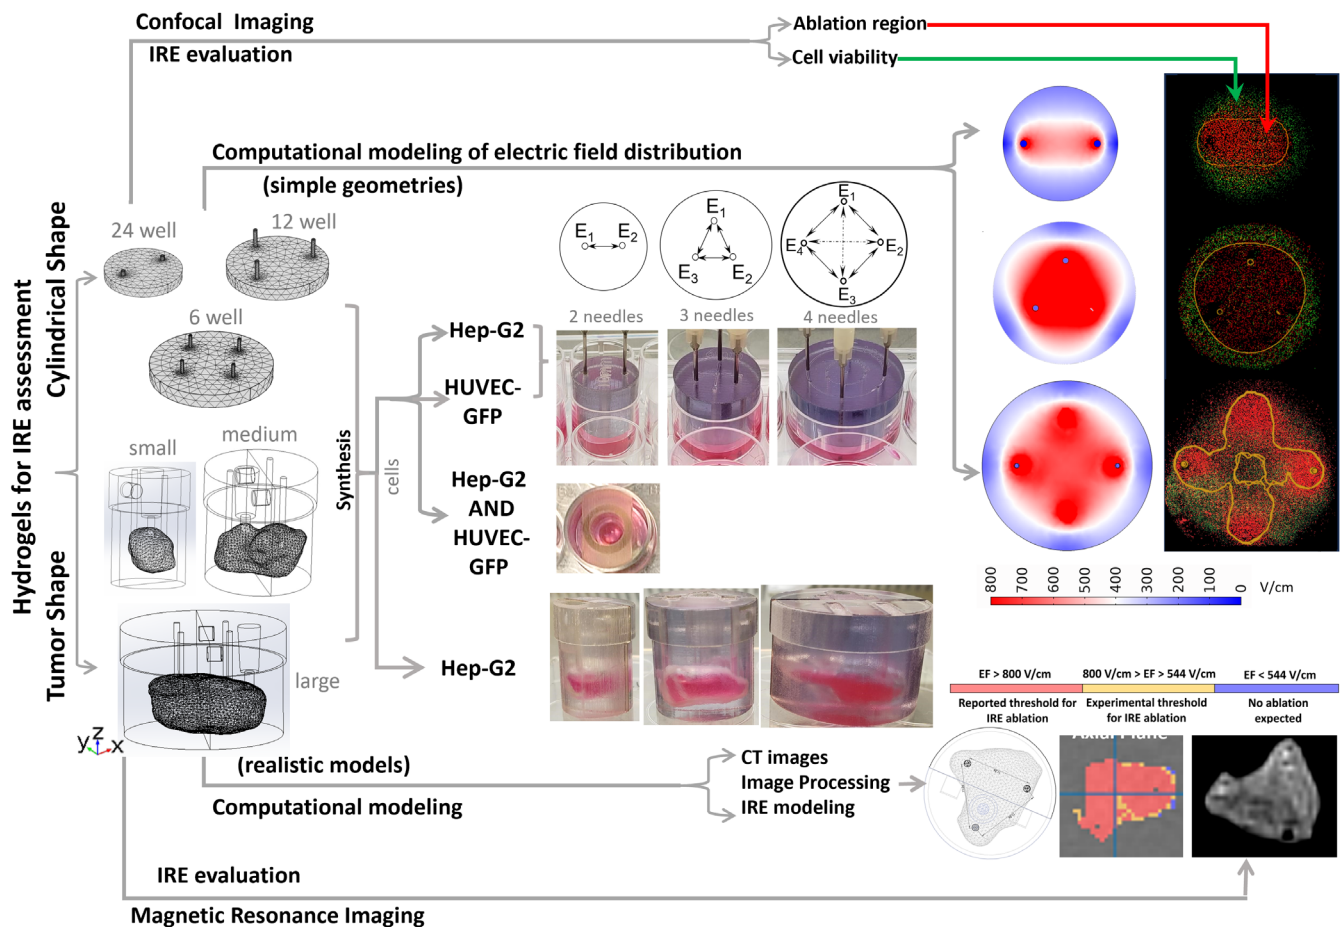 Confocal Imaging
IRE evaluation
Ablation region
Cell viability
Computational modeling of electric field distribution
(simple geometries)
Hydrogels for IRE assessment
Cylindrical Shape
Tumor Shape
24 well
12 well
6 well
small
medium
large
z
y
x
Synthesis
cells
Hep-G2
HUVEC-
GFP
Hep-G2
AND
HUVEC-
GFP
Hep-G2
E1 E2
E1
E3 E2
E1
E4 E2
E3
2 needles
3 needles
4 needles
800 700 600 500 400 300 200 100 0 V/cm
EF > 800 V/cm
800 V/cm > EF > 544 V/cm
EF < 544 V/cm
Reported threshold for
IRE ablation
Experimental threshold
for IRE ablation
No ablation
expected
Axial Plane
(realistic models)
Computational modeling
CT images
Image Processing
IRE modeling
IRE evaluation
Magnetic Resonance Imaging